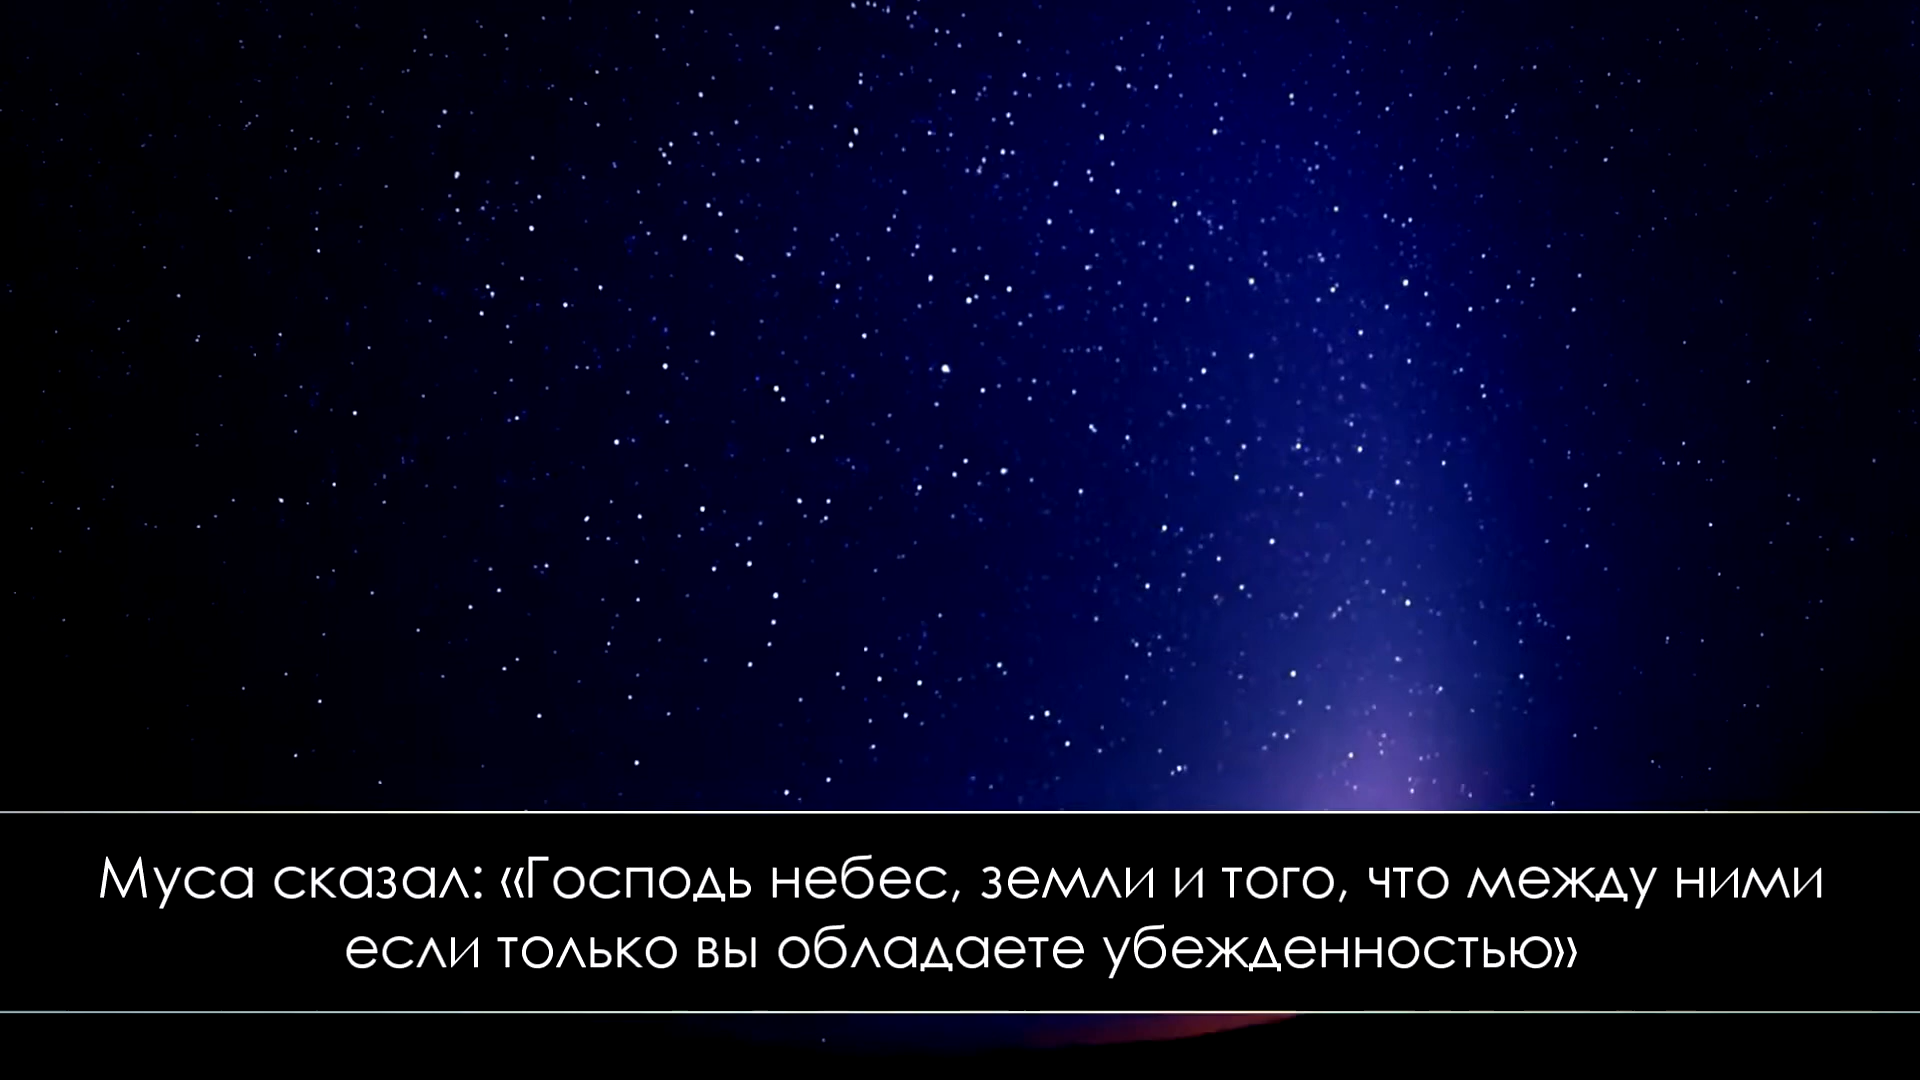 Муса сказал: «Господь небес, земли и того, что между ними
если только вы обладаете убежденностью»